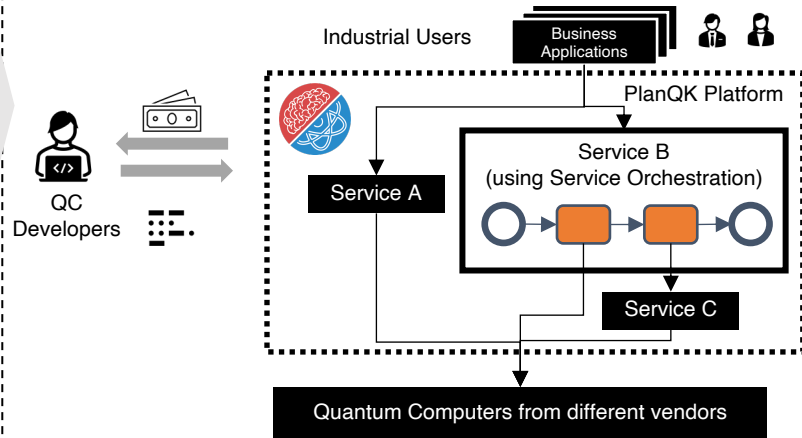 Industrial Users
Business
Applications
PlanQK Platform
Service B
(using Service Orchestration)
Service A
</>
QC
Developers
Service C
Quantum Computers from different vendors